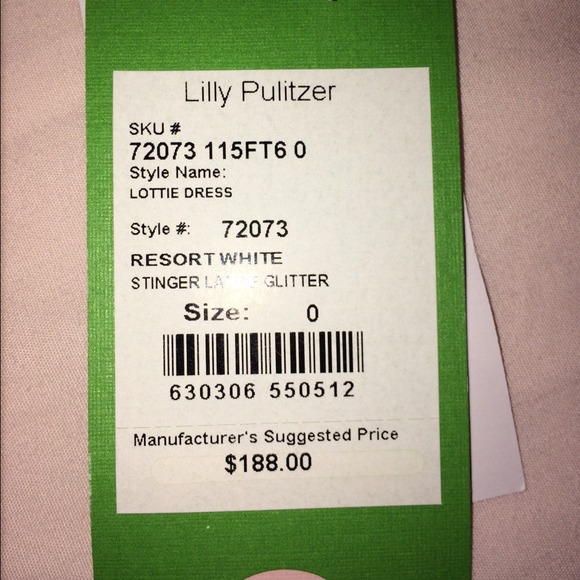 Lilly Pulitzer
SKU #
72073 115FT6 0
Style Name:
LOTTIE DRESS
Style #: 72073
RESORT WHITE
STINGER GLITTER
Size: 0
630306 550512
Manufacturer's Suggested Price
$188.00